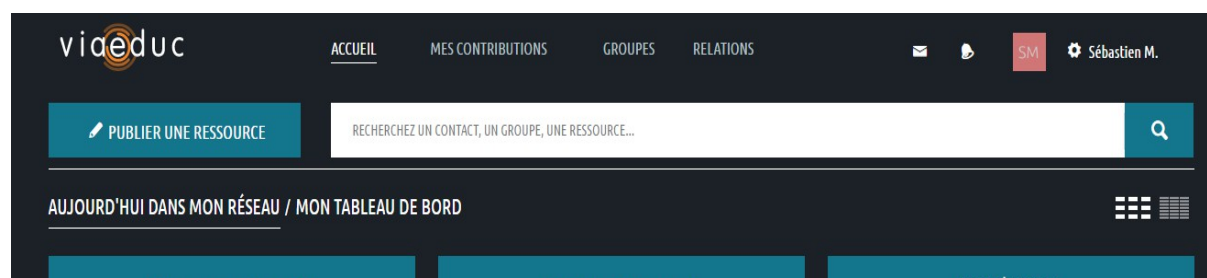 viaéduc
ACCUEIL MES CONTRIBUTIONS GROUPES RELATIONS SM Sébastien M.
PUBLIER UNE RESSOURCE RECHERCHEZ UN CONTACT, UN GROUPE, UNE RESSOURCE...
AUJOURD'HUI DANS MON RÉSEAU / MON TABLEAU DE BORD